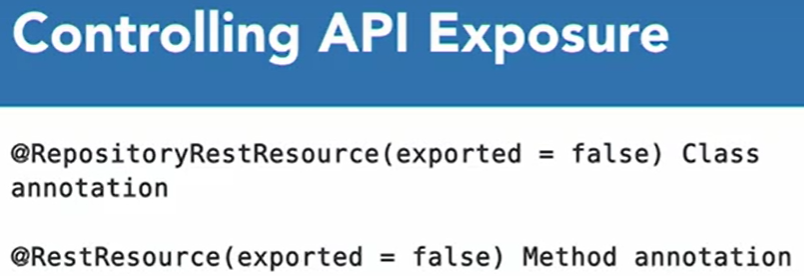 Controlling API Exposure
@RepositoryRestResource(exported = false) Class
annotation
@RestResource(exported = false) Method annotation